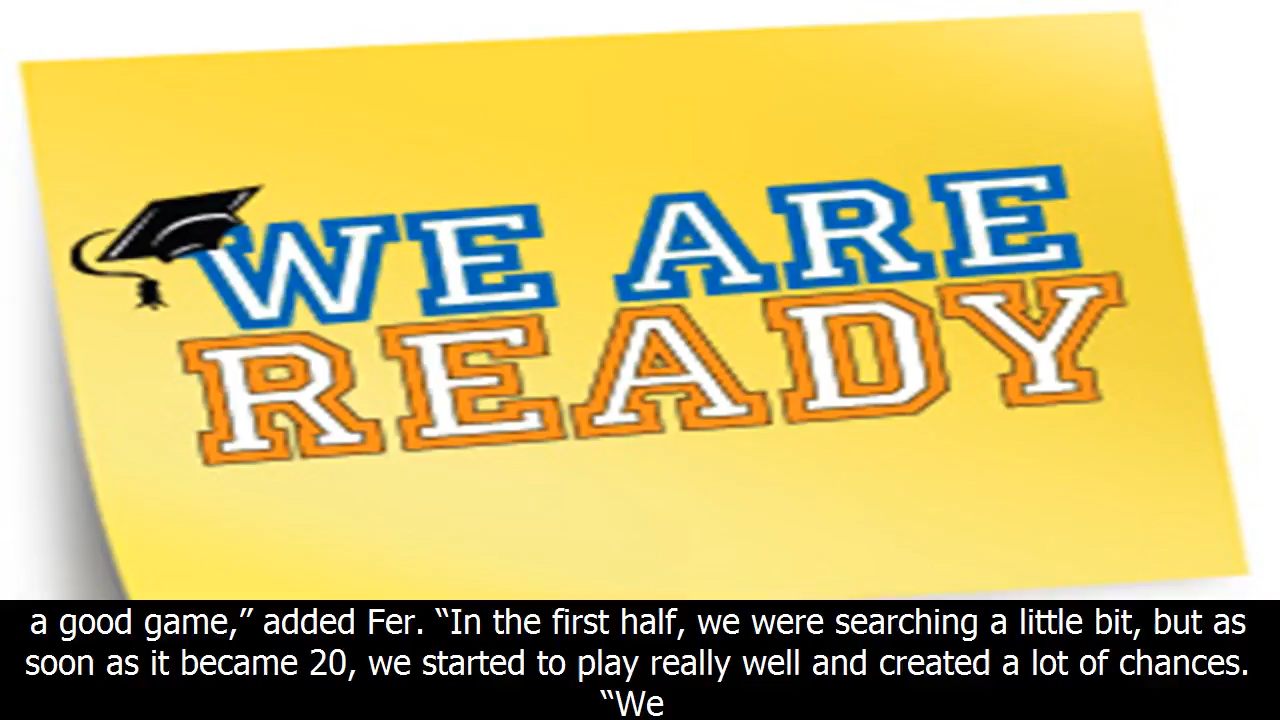 WE ARE
READY
a good game,” added Fer. “In the first half, we were searching a little bit, but as
soon as it became 20, we started to play really well and created a lot of chances.
“We